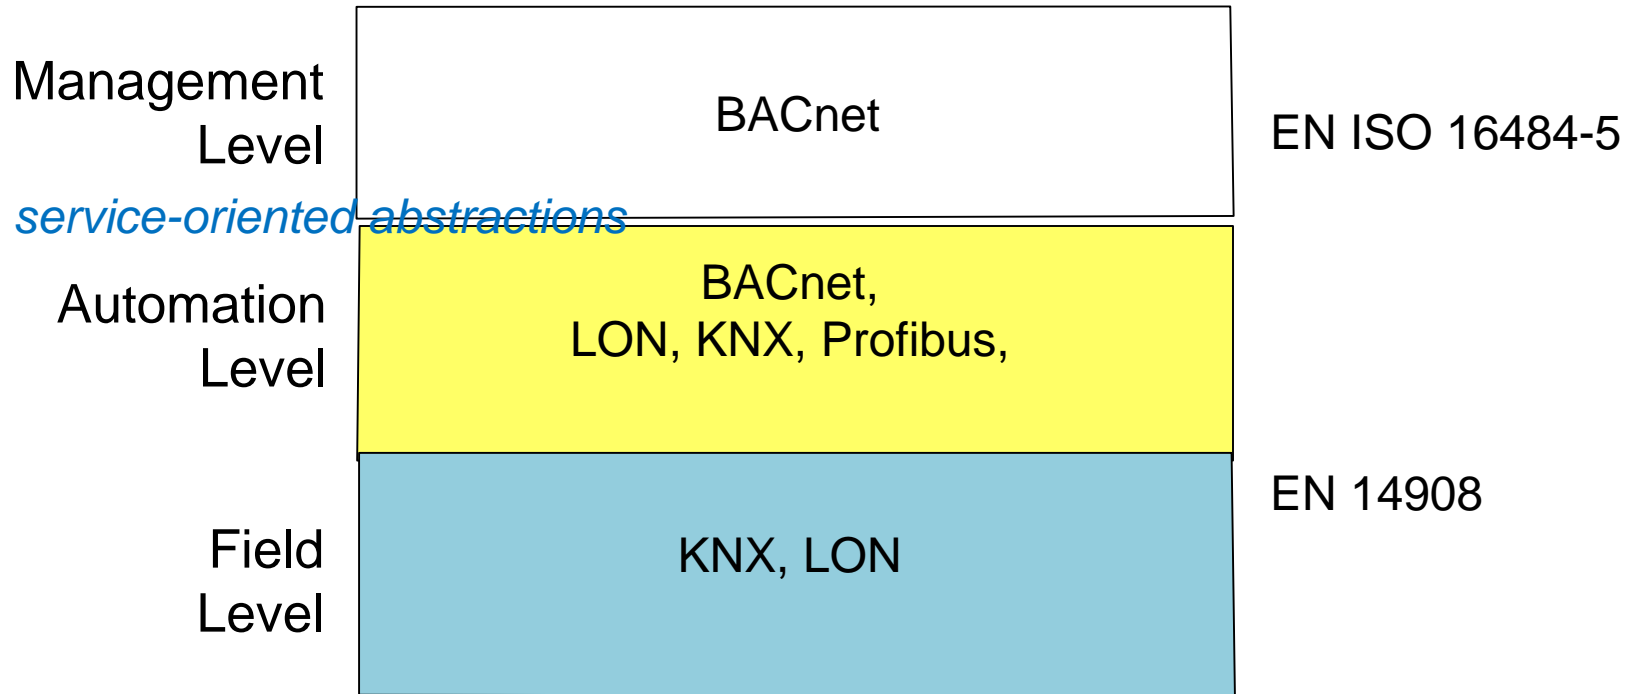 Management
Level
BACnet
EN ISO 16484-5
service-oriented abstractions
Automation
Level
BACnet,
LON, KNX, Profibus,
EN 14908
Field
Level
KNX, LON